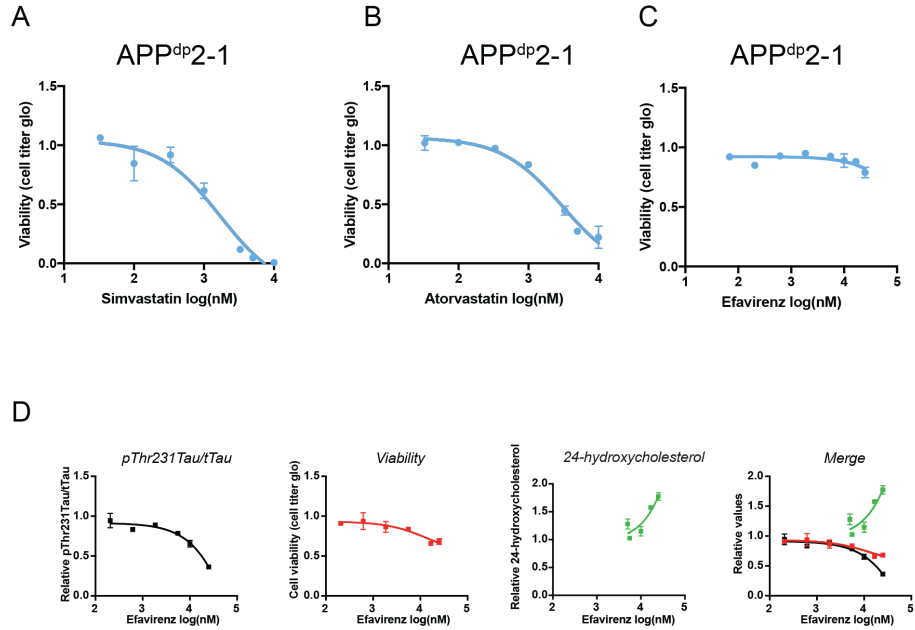 A
APPdp2-1
Viability (cell titer glo)
1.5
1.0
0.5
0.0
1
2
3
4
Simvastatin log(nM)
B
APPdp2-1
Viability (cell titer glo)
1.5
1.0
0.5
0.0
1
2
3
4
Atorvastatin log(nM)
C
APPdp2-1
Viability (cell titer glo)
1.5
1.0
0.5
0.0
1
2
3
4
5
Efavirenz log(nM)
D
pThr231Tau/tTau
Relative pThr231Tau/tTau
1.5
1.0
0.5
0.0
2
3
4
5
Efavirenz log(nM)
Viability
Cell viability (cell titer glo)
1.5
1.0
0.5
0.0
2
3
4
5
Efavirenz log(nM)
24-hydroxycholesterol
Relative 24-hydroxycholesterol
2.0
1.5
1.0
0.5
0.0
2
3
4
5
Efavirenz log(nM)
Merge
Relative values
2.0
1.5
1.0
0.5
0.0
2
3
4
5
Efavirenz log(nM)